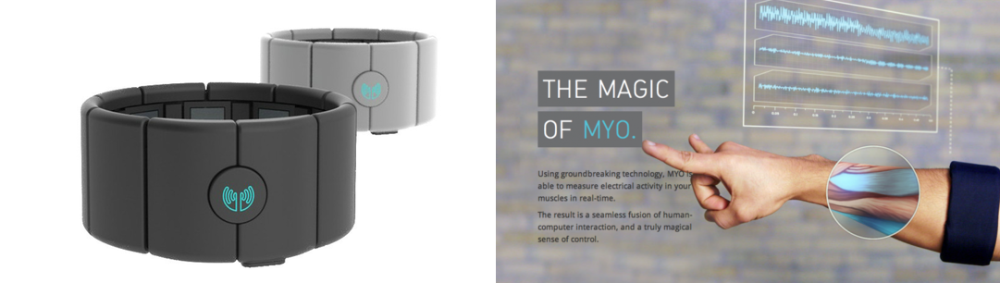 THE MAGIC
OF MYO.
Using groundbreaking technology, MYO is
able to measure electrical activity in your
muscles in real-time.
The result is a seamless fusion of human-
computer interaction, and a truly magical
sense of control.